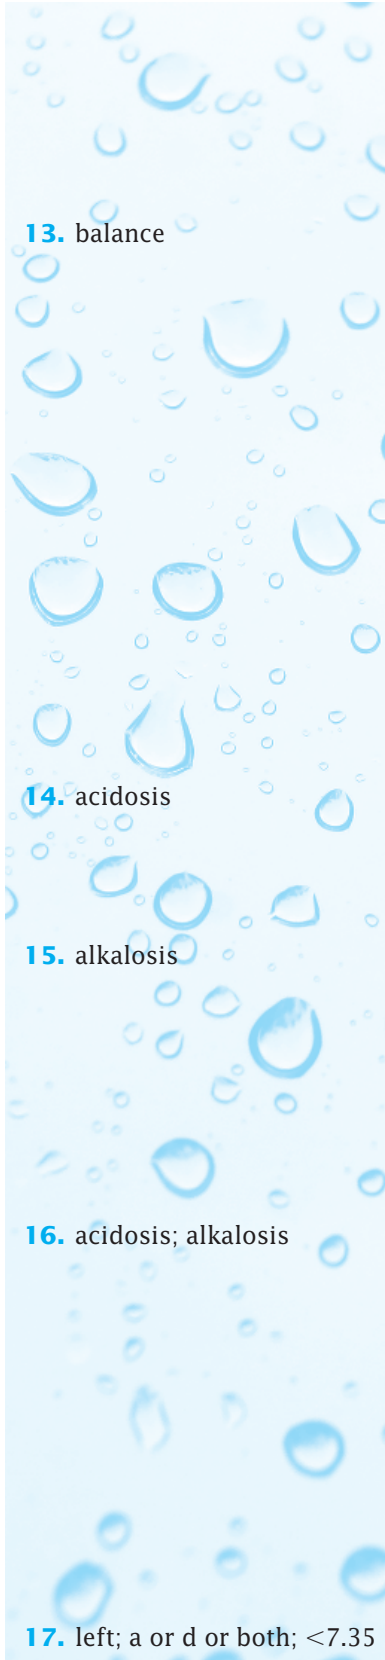 13. balance
14. acidosis
15. alkalosis
16. acidosis; alkalosis
17. left; a or d or both; <7.35